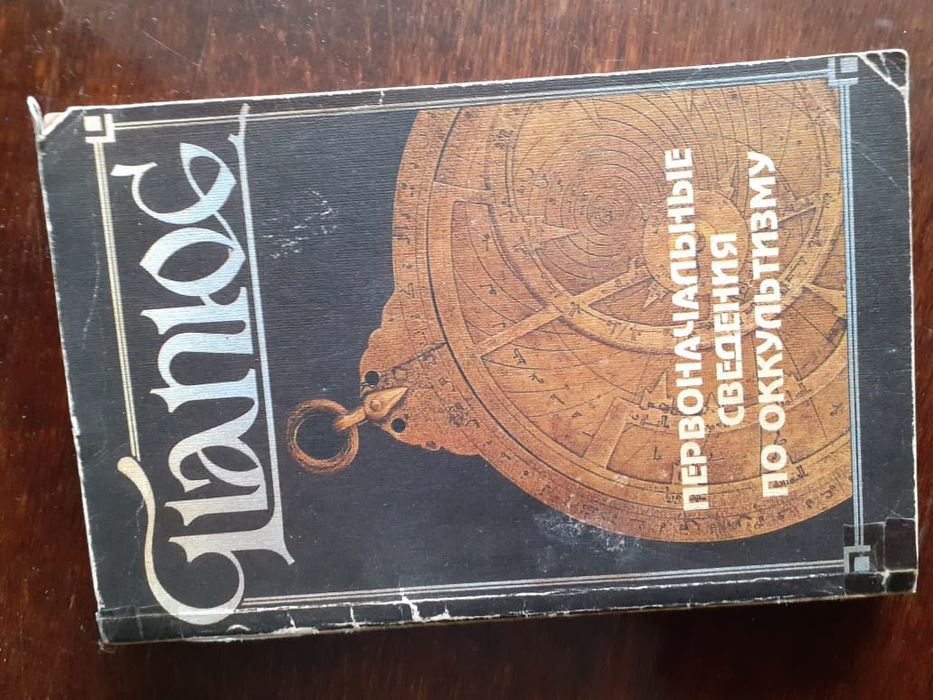 Папюс
ПЕРВОНАЧАЛЬНЫЕ
СВЕДЕНИЯ
ПО ОККУЛЬТИЗМУ